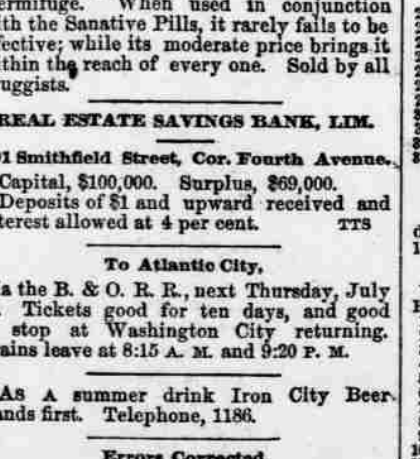 ermifuge. When used in conjunction
ith the Sanative Pills, it rarely fails to be
fective; while its moderate price brings it
ithin the reach of every one. Sold by all
uggists.
REAL ESTATE SAVINGS BANK, LIM.
1 Smithfield Street, Cor. Fourth Avenue.
Capital, $100,000. Surplus, $69,000.
Deposits of $1 and upward received and
terest allowed at 4 per cent. TTS
To Atlantic City,
a the B. & O. R. R., next Thursday, July
. Tickets good for ten days, and good
stop at Washington City returning.
ains leave at 8:15 A. M. and 9:20 P. M.
As A summer drink Iron City Beer
ands first. Telephone, 1186.
Errors Corrected